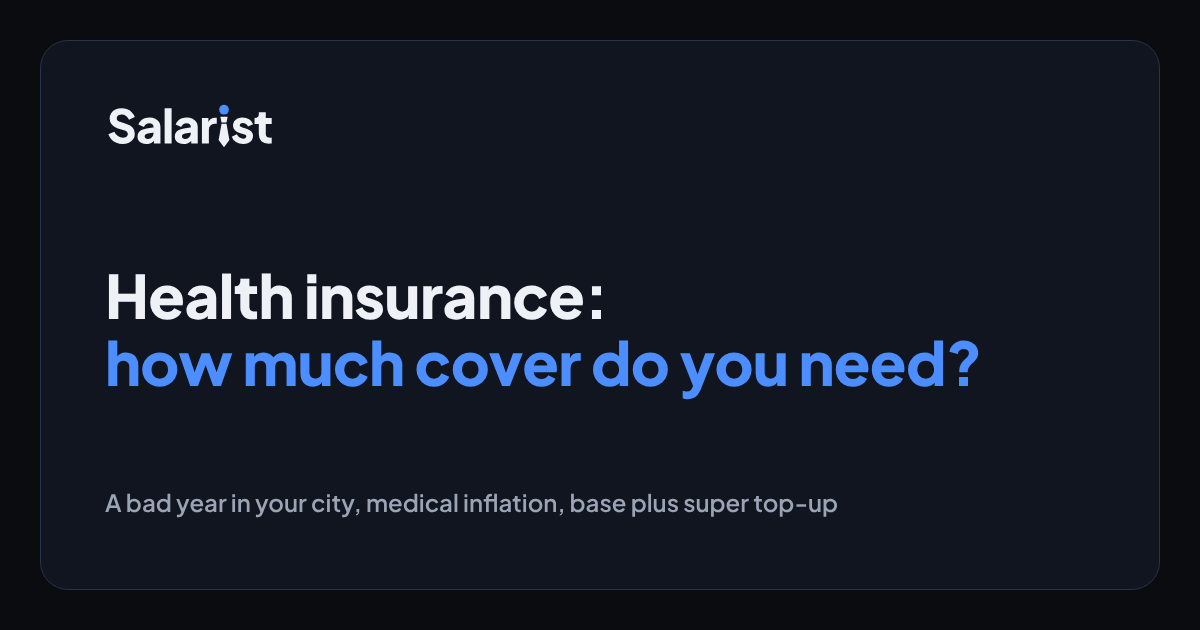 Salarist
Health insurance:
how much cover do you need?
A bad year in your city, medical inflation, base plus super top-up